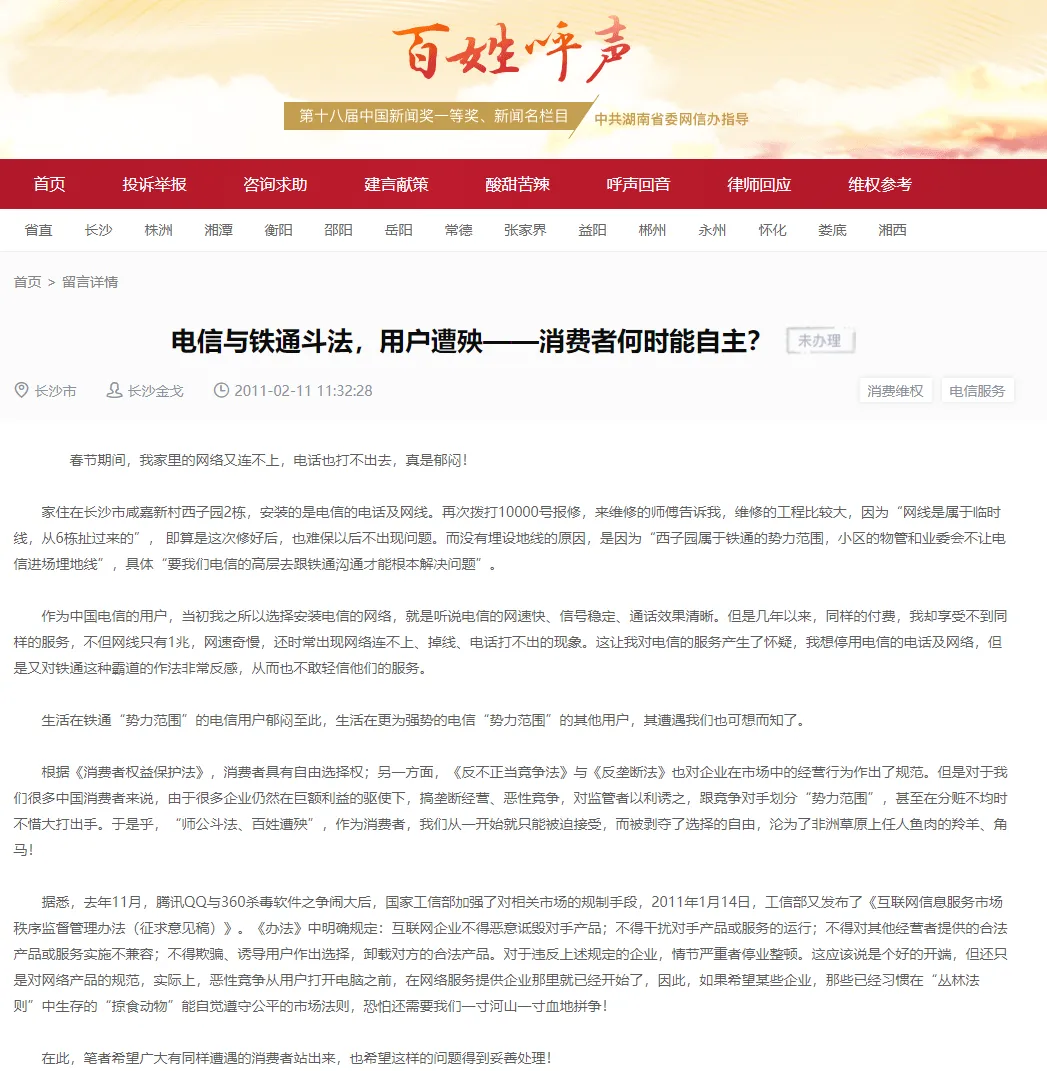 百姓呼声
第十八届中国新闻奖一等奖、新闻名栏目 中共湖南省委网信办指导
首页 投诉举报 咨询求助 建言献策 酸甜苦辣 呼声回音 律师回应 维权参考
省直 长沙 株洲 湘潭 衡阳 邵阳 岳阳 常德 张家界 益阳 郴州 永州 怀化 娄底 湘西
首页 > 留言详情
电信与铁通斗法，用户遭殃——消费者何时能自主？ 未办理
长沙市 长沙金戈 2011-02-11 11:32:28 消费维权 电信服务
春节期间，我家里的网络又连不上，电话也打不出去，真是郁闷！
家住在长沙市咸嘉新村西子园2栋，安装的是电信的电话及网线。再次拨打10000号报修，来维修的师傅告诉我，维修的工程比较大，因为“网线是属于临时
线，从6栋扯过来的”， 即算是这次修好后，也难保以后不出现问题。而没有埋设地线的原因，是因为“西子园属于铁通的势力范围，小区的物管和业委会不让电
信进场埋地线”，具体“要我们电信的高层去跟铁通沟通才能根本解决问题”。
作为中国电信的用户，当初我之所以选择安装电信的网络，就是听说电信的网速快、信号稳定、通话效果清晰。但是几年以来，同样的付费，我却享受不到同
样的服务，不但网线只有1兆，网速奇慢，还时常出现网络连不上、掉线、电话打不出的现象。这让我对电信的服务产生了怀疑，我想停用电信的电话及网络，但
是又对铁通这种霸道的作法非常反感，从而也不敢轻信他们的服务。
生活在铁通“势力范围”的电信用户郁闷至此，生活在更为强势的电信“势力范围”的其他用户，其遭遇我们也可想而知了。
根据《消费者权益保护法》，消费者具有自由选择权；另一方面，《反不正当竞争法》与《反垄断法》也对企业在市场中的经营行为作出了规范。但是对于我
们很多中国消费者来说，由于很多企业仍然在巨额利益的驱使下，搞垄断经营、恶性竞争，对监管者以利诱之，跟竞争对手划分“势力范围”，甚至在分赃不均时
不惜大打出手。于是乎，“师公斗法、百姓遭殃”，作为消费者，我们从一开始就只能被迫接受，而被剥夺了选择的自由，沦为了非洲草原上任人鱼肉的羚羊、角
马！
据悉，去年11月，腾讯QQ与360杀毒软件之争闹大后，国家工信部加强了对相关市场的规制手段，2011年1月14日，工信部又发布了《互联网信息服务市场
秩序监督管理办法（征求意见稿）》。《办法》中明确规定：互联网企业不得恶意诋毁对手产品；不得干扰对手产品或服务的运行；不得对其他经营者提供的合法
产品或服务实施不兼容；不得欺骗、诱导用户作出选择，卸载对方的合法产品。对于违反上述规定的企业，情节严重者停业整顿。这应该说是个好的开端，但还只
是对网络产品的规范，实际上，恶性竞争从用户打开电脑之前，在网络服务提供企业那里就已经开始了，因此，如果希望某些企业，那些已经习惯在“丛林法
则”中生存的“掠食动物”能自觉遵守公平的市场法则，恐怕还需要我们一寸河山一寸血地拼争！
在此，笔者希望广大有同样遭遇的消费者站出来，也希望这样的问题得到妥善处理！